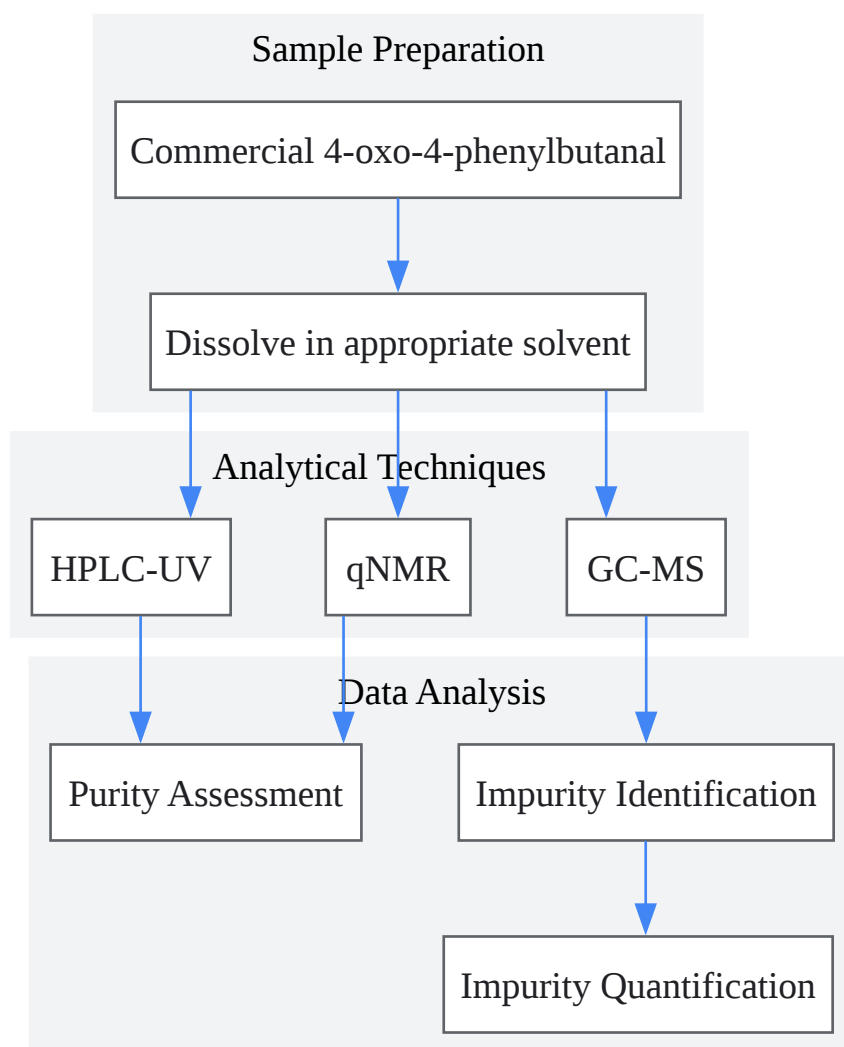 Sample Preparation
Commercial 4-oxo-4-phenylbutanal
Dissolve in appropriate solvent
Analytical Techniques
HPLC-UV
qNMR
GC-MS
Data Analysis
Purity Assessment
Impurity Identification
Impurity Quantification